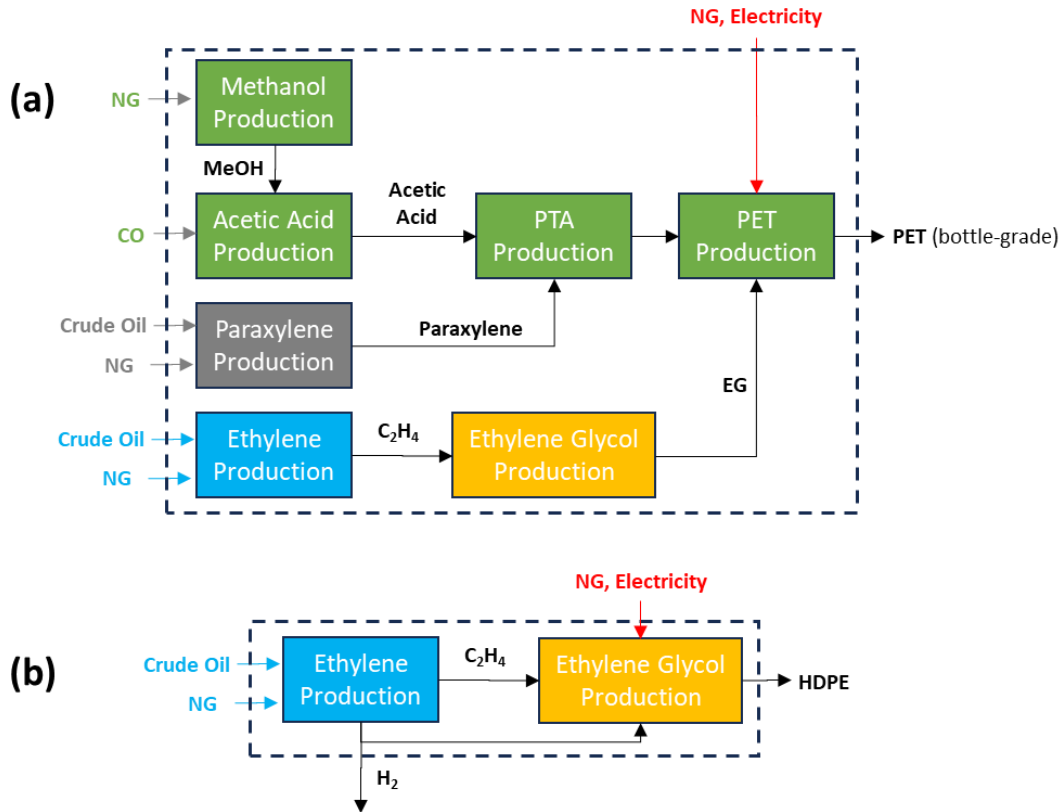 NG, Electricity
(a)
NG
Methanol
Production
MeOH
CO
Acetic Acid
Production
Acetic
Acid
PTA
Production
PET
Production
PET (bottle-grade)
Crude Oil
NG
Paraxylene
Production
Paraxylene
EG
Crude Oil
NG
Ethylene
Production
C₂H₄
Ethylene Glycol
Production
NG, Electricity
(b)
Crude Oil
NG
Ethylene
Production
C₂H₄
Ethylene Glycol
Production
HDPE
H₂